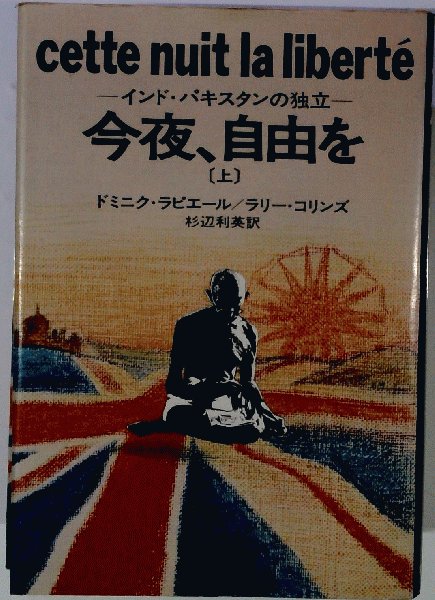 cette nuit la liberté
―インド・パキスタンの独立―
今夜、自由を
〔上〕
ドミニク・ラピエール/ラリー・コリンズ
杉辺利英訳